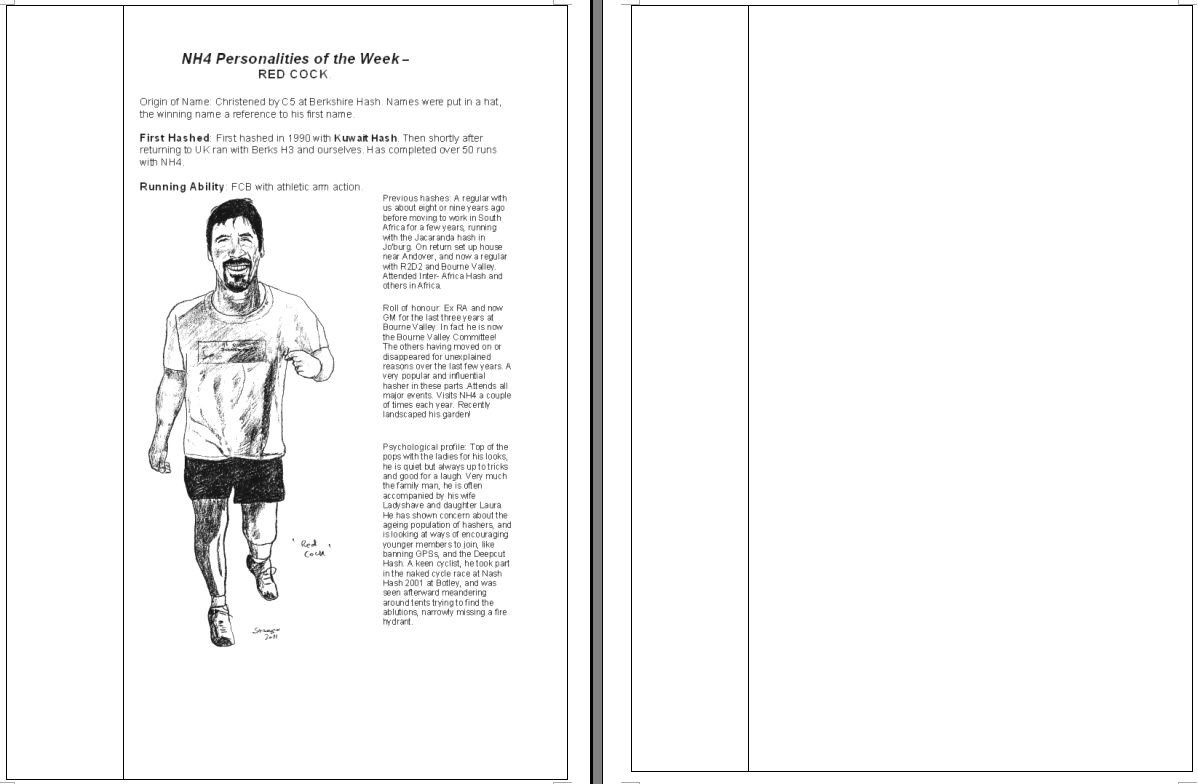 NH4 Personalities of the Week –
RED COCK.
Origin of Name: Christened by C5 at Berkshire Hash. Names were put in a hat,
the winning name a reference to his first name.
First Hashed: First hashed in 1990 with Kuwait Hash. Then shortly after
returning to UK ran with Berks H3 and ourselves. Has completed over 50 runs
with NH4.
Running Ability: FCB with athletic arm action.
Previous hashes: A regular with
us about eight or nine years ago
before moving to work in South
Africa for a few years, running
with the Jacaranda hash in
Jo'burg. On return set up house
near Andover, and now a regular
with R2D2 and Bourne Valley.
Attended Inter- Africa Hash and
others in Africa.
Roll of honour: Ex RA and now
GM for the last three years at
Bourne Valley. In fact he is now
the Bourne Valley Committee!
The others having moved on or
disappeared for unexplained
reasons over the last few years. A
very popular and influential
hasher in these parts. Attends all
major events. Visits NH4 a couple
of times each year. Recently
landscaped his garden!
Psychological profile: Top of the
pops with the ladies for his looks,
he is quiet but always up to tricks
and good for a laugh. Very much
the family man, he is often
accompanied by his wife
Ladyshave and daughter Laura.
He has shown concern about the
ageing population of hashers, and
is looking at ways of encouraging
younger members to join, like
banning GPSs, and the Deepcut
Hash. A keen cyclist, he took part
in the naked cycle race at Nash
Hash 2001 at Botley, and was
seen afterward meandering
around tents trying to find the
ablutions, narrowly missing a fire
hydrant.
'Red
Cock'
2011